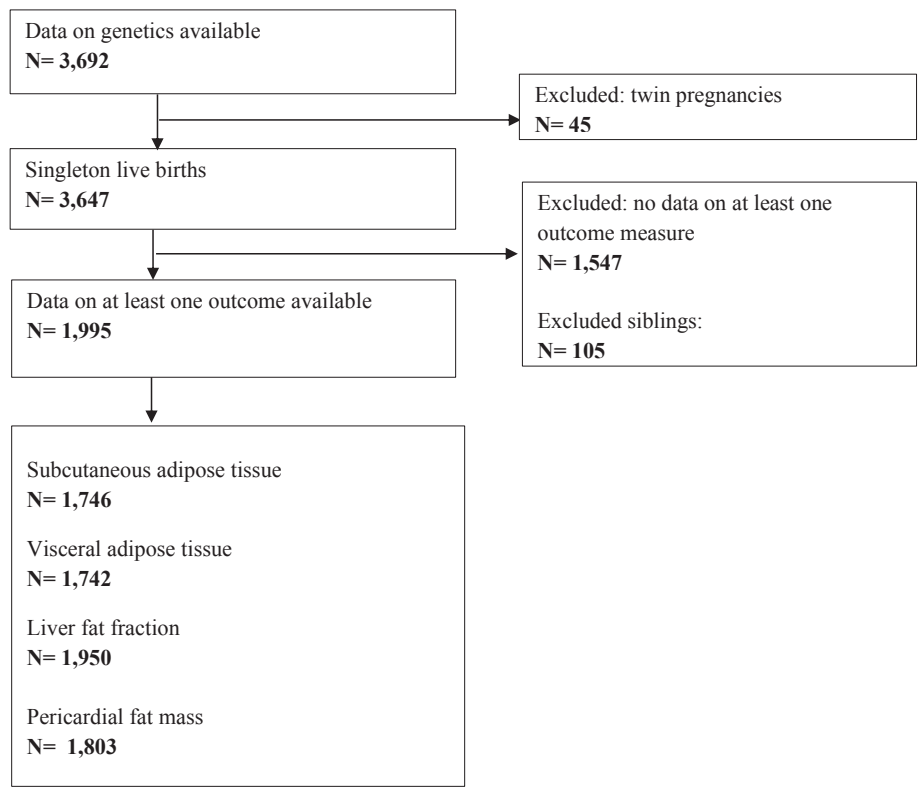 Data on genetics available
N= 3,692
Excluded: twin pregnancies
N= 45
Singleton live births
N= 3,647
Excluded: no data on at least one
outcome measure
N= 1,547
Excluded siblings:
N= 105
Data on at least one outcome available
N= 1,995
Subcutaneous adipose tissue
N= 1,746
Visceral adipose tissue
N= 1,742
Liver fat fraction
N= 1,950
Pericardial fat mass
N=  1,803